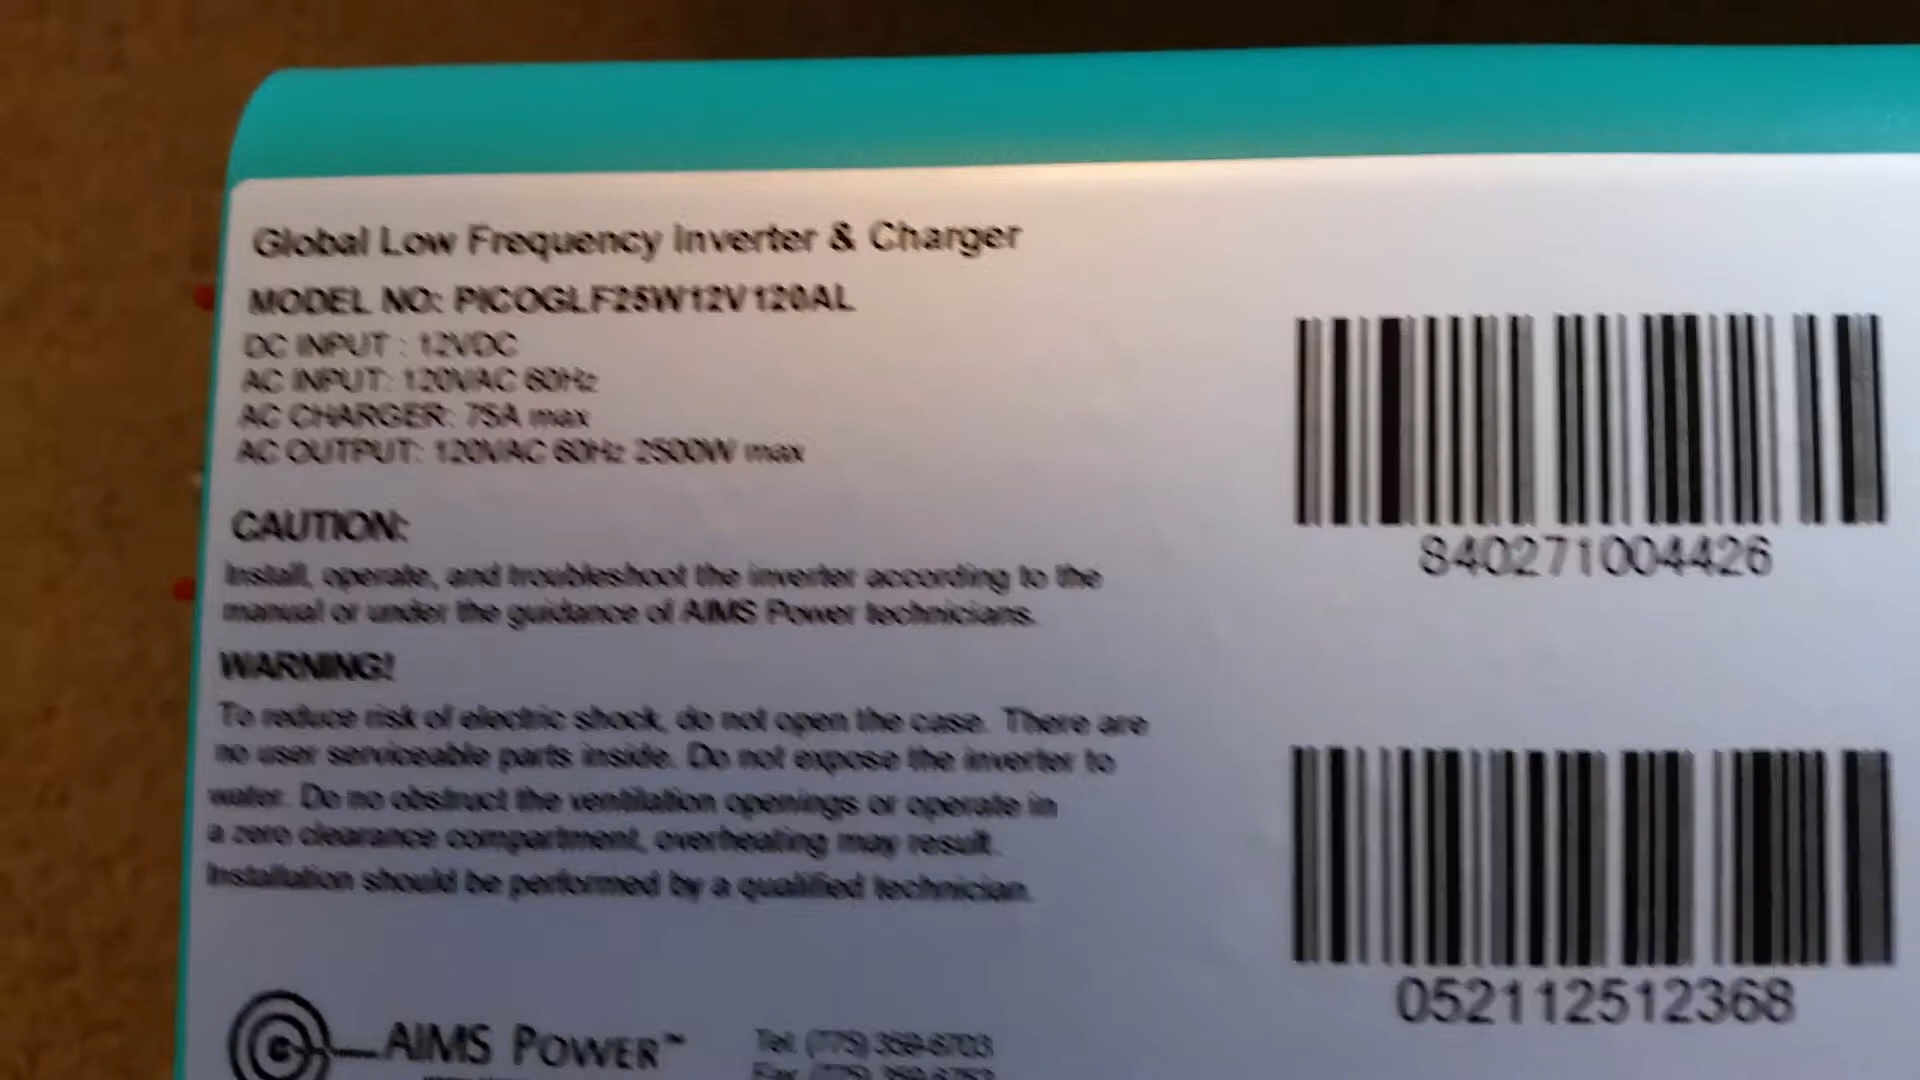 Global Low Frequency Inverter & Charger
MODEL NO: PICOGLF25W12V120AL
DC INPUT : 12VDC
AC INPUT: 120VAC 60Hz
AC CHARGER: 75A max
AC OUTPUT: 120VAC 60Hz 2500W max
CAUTION:
Install, operate, and troubleshoot the inverter according to the
manual or under the guidance of AIMS Power technicians.
WARNING!
To reduce risk of electric shock, do not open the case. There are
no user serviceable parts inside. Do not expose the inverter to
water. Do no obstruct the ventilation openings or operate in
a zero clearance compartment, overheating may result.
Installation should be performed by a qualified technician.
AIMS POWER™
Tel: (775) 359-6703
Fax: (775)
840271004426
052112512368